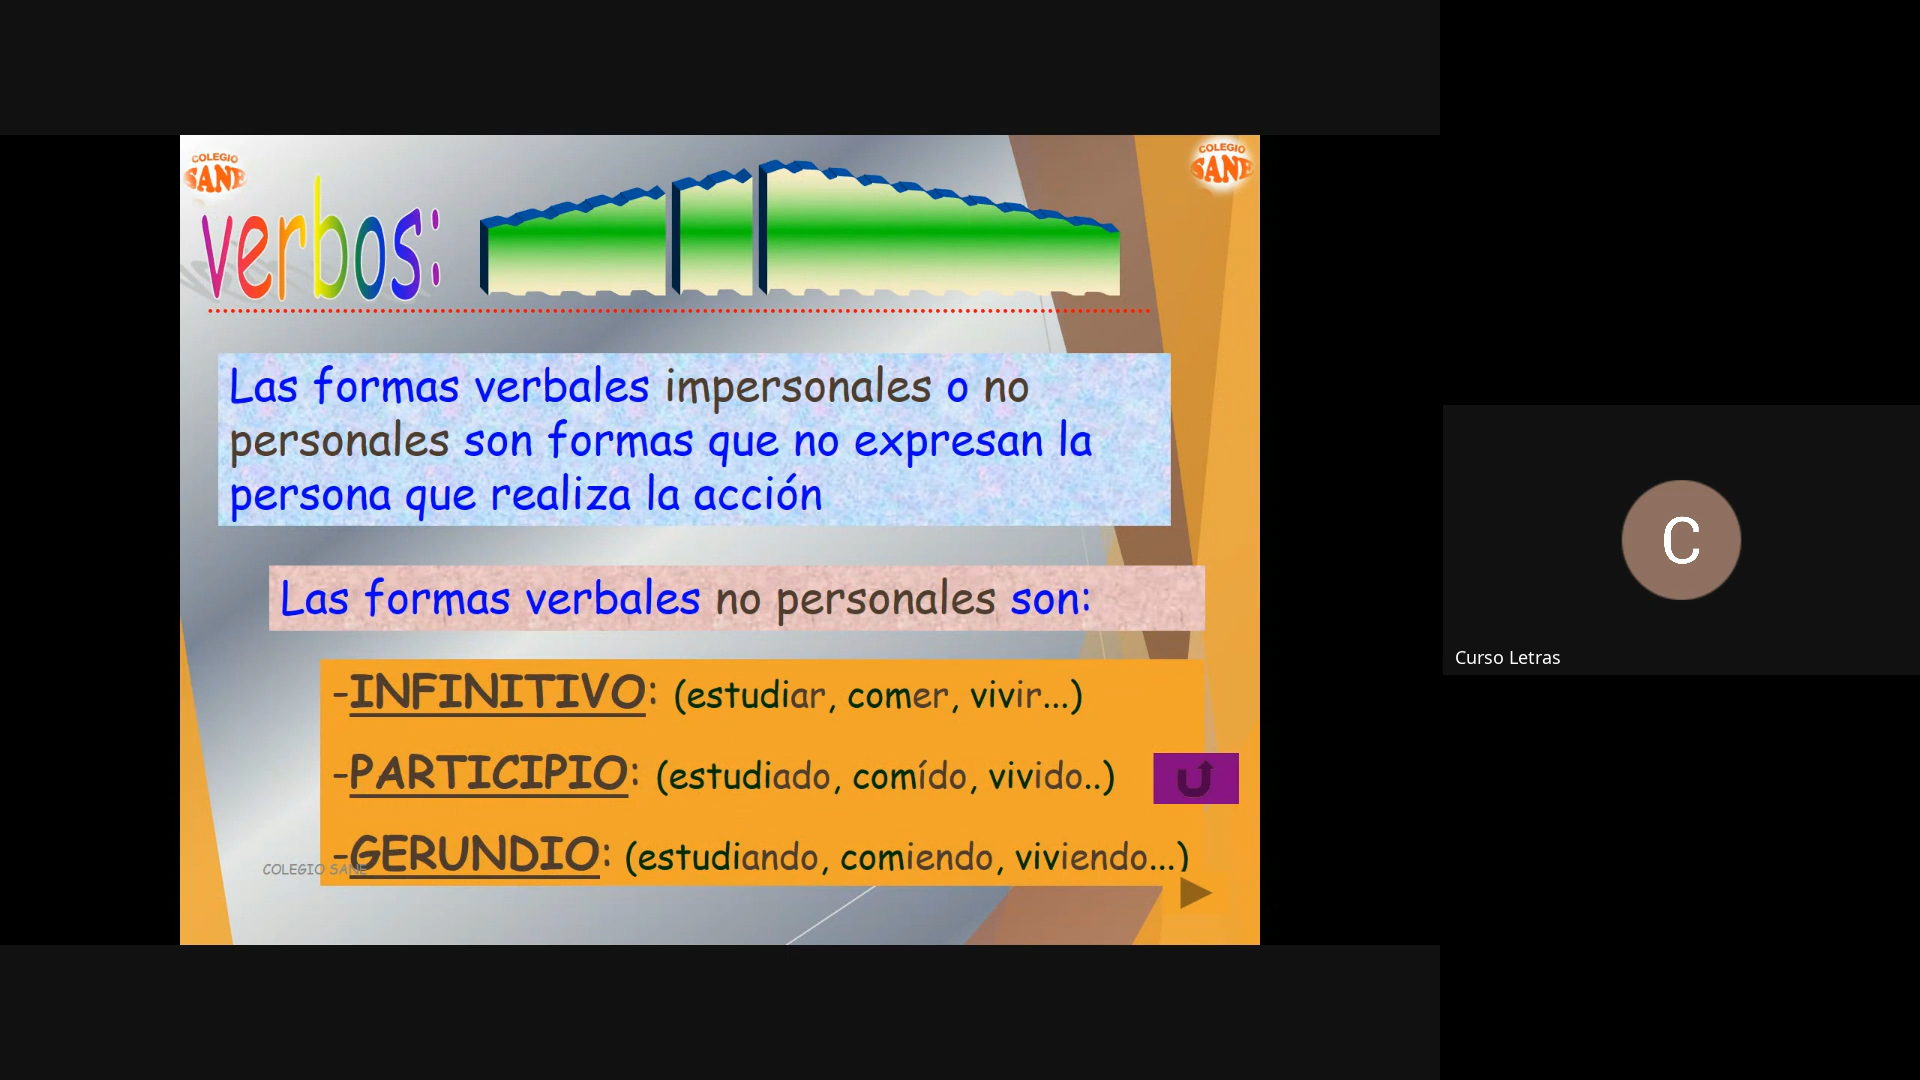 COLEGIO
SANE
COLEGIO
SANE
verbos:
Las formas verbales impersonales o no
personales son formas que no expresan la
persona que realiza la acción
Las formas verbales no personales son:
-INFINITIVO: (estudiar, comer, vivir...)
-PARTICIPIO: (estudiado, comído, vivido..)
-GERUNDIO: (estudiando, comiendo, viviendo...)
COLEGIO SANE
C
Curso Letras